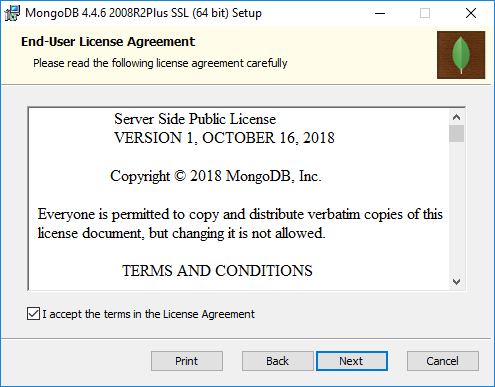 MongoDB 4.4.6 2008R2Plus SSL (64 bit) Setup
End-User License Agreement
Please read the following license agreement carefully
Server Side Public License
VERSION 1, OCTOBER 16, 2018
Copyright © 2018 MongoDB, Inc.
Everyone is permitted to copy and distribute verbatim copies of this
license document, but changing it is not allowed.
TERMS AND CONDITIONS
I accept the terms in the License Agreement
Print
Back
Next
Cancel